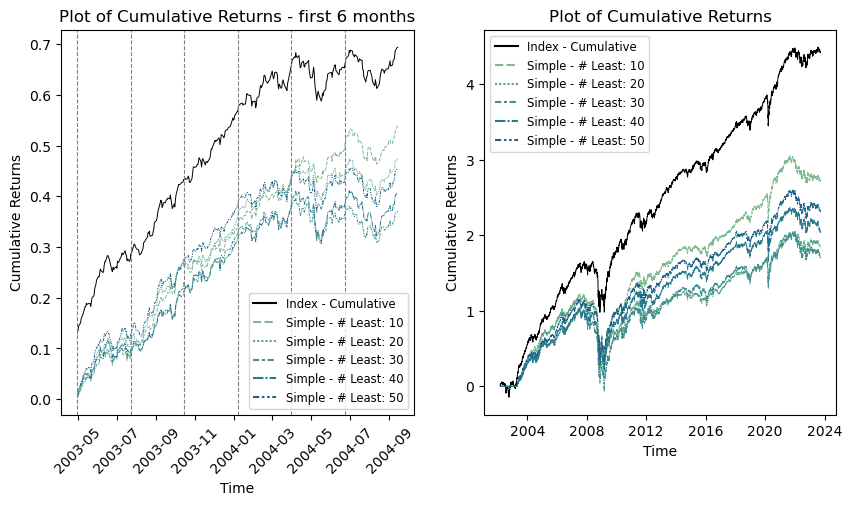 Plot of Cumulative Returns - first 6 months
Cumulative Returns
0.7
0.6
0.5
0.4
0.3
0.2
0.1
0.0
Index - Cumulative
Simple - # Least: 10
Simple - # Least: 20
Simple - # Least: 30
Simple - # Least: 40
Simple - # Least: 50
2003-05
2003-07
2003-09
2003-11
2004-01
2004-03
2004-05
2004-07
2004-09
Time
Plot of Cumulative Returns
Cumulative Returns
4
3
2
1
0
Index - Cumulative
Simple - # Least: 10
Simple - # Least: 20
Simple - # Least: 30
Simple - # Least: 40
Simple - # Least: 50
2004
2008
2012
2016
2020
2024
Time